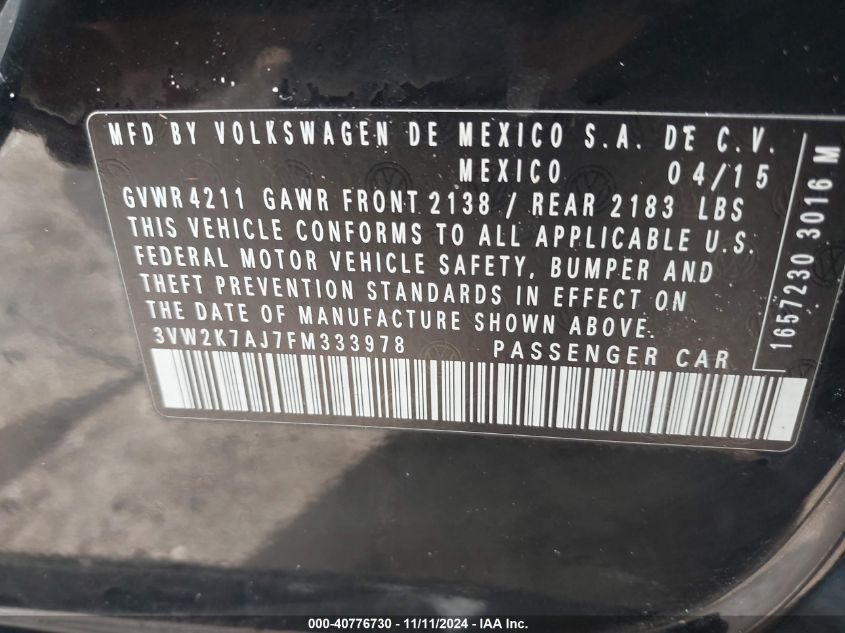 MFD BY VOLKSWAGEN DE MEXICO S.A. DE C.V.
MEXICO 04/15
GVWR 4211 GAWR FRONT 2138 / REAR 2183 LBS
THIS VEHICLE CONFORMS TO ALL APPLICABLE U.S.
FEDERAL MOTOR VEHICLE SAFETY, BUMPER AND
THEFT PREVENTION STANDARDS IN EFFECT ON
THE DATE OF MANUFACTURE SHOWN ABOVE.
3VW2K7AJ7FM333978 PASSENGER CAR
1657230 3016 M
000-40776730 - 11/11/2024 - IAA Inc.